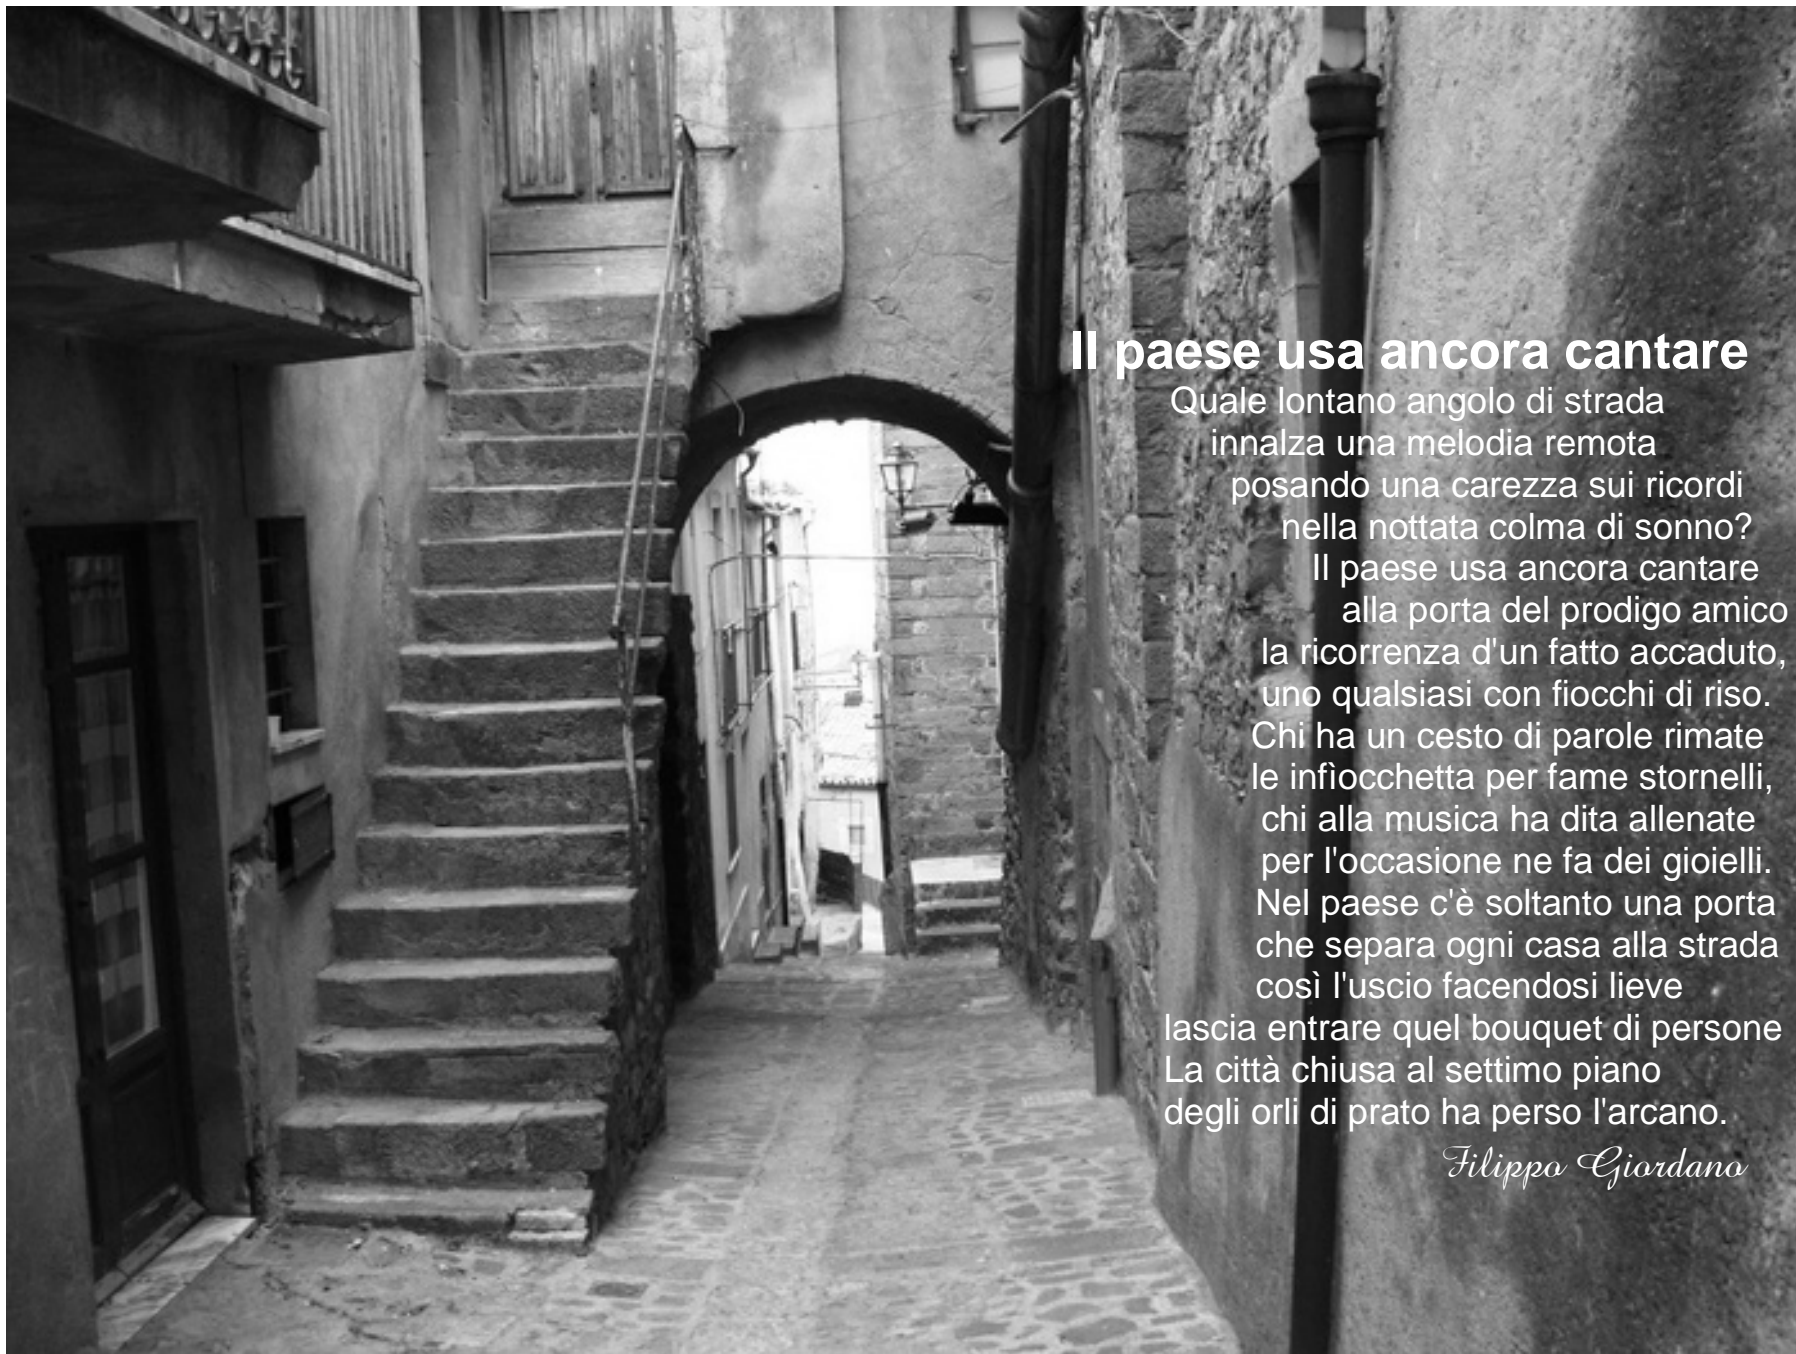 Il paese usa ancora cantare
Quale lontano angolo di strada
innalza una melodia remota
posando una carezza sui ricordi
nella nottata colma di sonno?
Il paese usa ancora cantare
alla porta del prodigo amico
la ricorrenza d'un fatto accaduto,
uno qualsiasi con fiocchi di riso.
Chi ha un cesto di parole rimate
le infìocchetta per fame stornelli,
chi alla musica ha dita allenate
per l'occasione ne fa dei gioielli.
Nel paese c'è soltanto una porta
che separa ogni casa alla strada
così l'uscio facendosi lieve
lascia entrare quel bouquet di persone
La città chiusa al settimo piano
degli orli di prato ha perso l'arcano.
Filippo Giordano